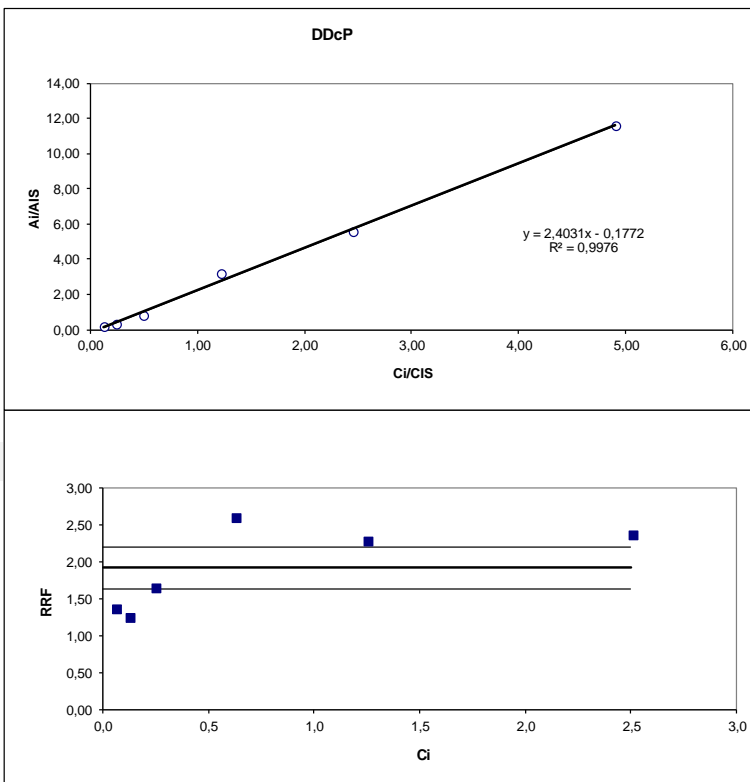 DDcP
14,00
12,00
10,00
8,00
6,00
4,00
2,00
0,00
Ai/AIS
y = 2,4031x - 0,1772
R² = 0,9976
0,00 1,00 2,00 3,00 4,00 5,00 6,00
Ci/CIS
3,00
2,50
2,00
1,50
1,00
0,50
0,00
RRF
0,0 0,5 1,0 1,5 2,0 2,5 3,0
Ci